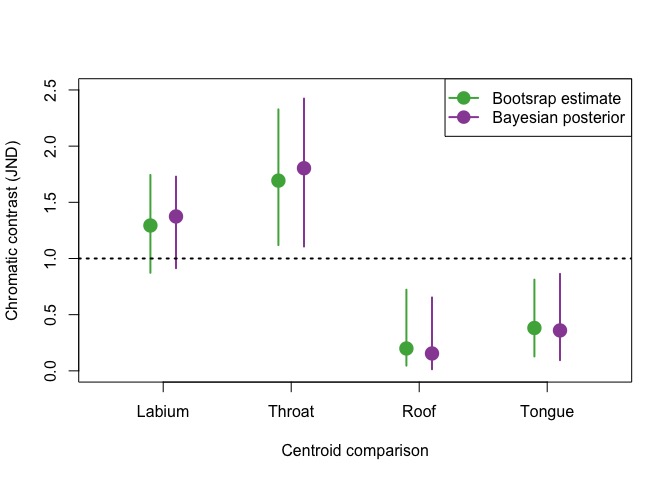 Bootsrap estimate
Bayesian posterior
Chromatic contrast (JND)
2.5
2.0
1.5
1.0
0.5
0.0
Labium Throat Roof Tongue
Centroid comparison